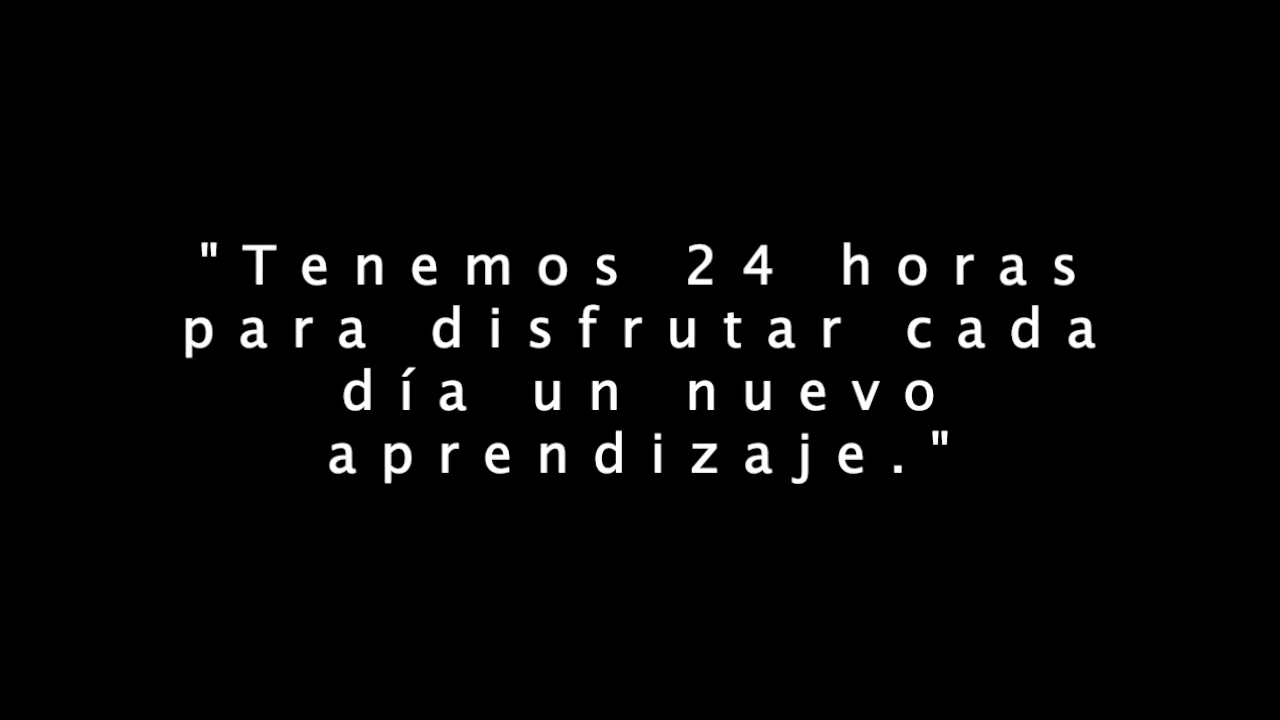 "Tenemos 24 horas
para disfrutar cada
día un nuevo
aprendizaje."